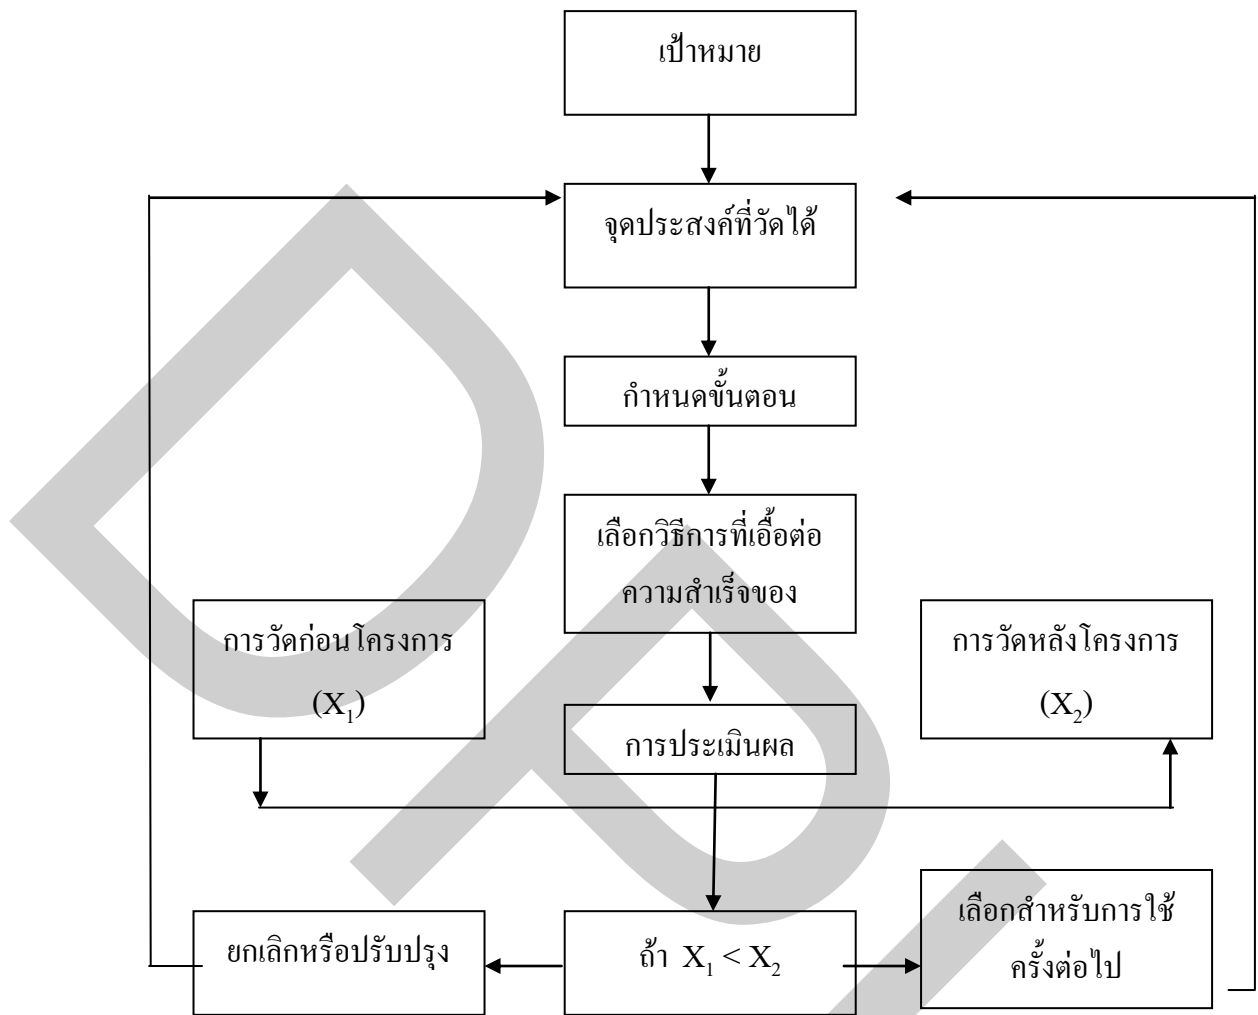 เป้าหมาย
จุดประสงค์ที่วัดได้
กำหนดขั้นตอน
เลือกวิธีการที่เอื้อต่อ
ความสำเร็จของ
การวัดก่อนโครงการ
(X₁)
การวัดหลังโครงการ
(X₂)
การประเมินผล
ยกเลิกหรือปรับปรุง
ถ้า X₁ < X₂
เลือกสำหรับการใช้
ครั้งต่อไป